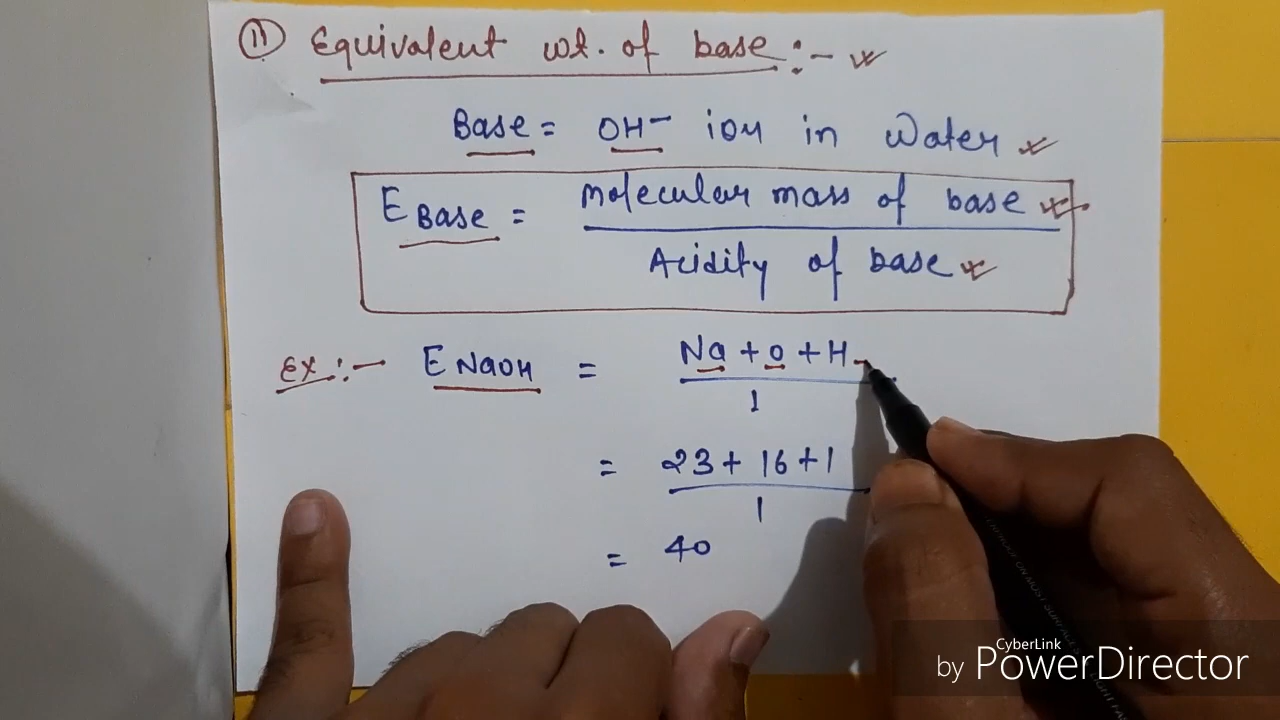 (11) Equivalent wt. of base :-
Base = OH- ion in water
E Base = molecular mass of base
Acidity of base
Ex :- E NaOH = Na + O + H
1
= 23 + 16 + 1
1
= 40
CyberLink
by PowerDirector